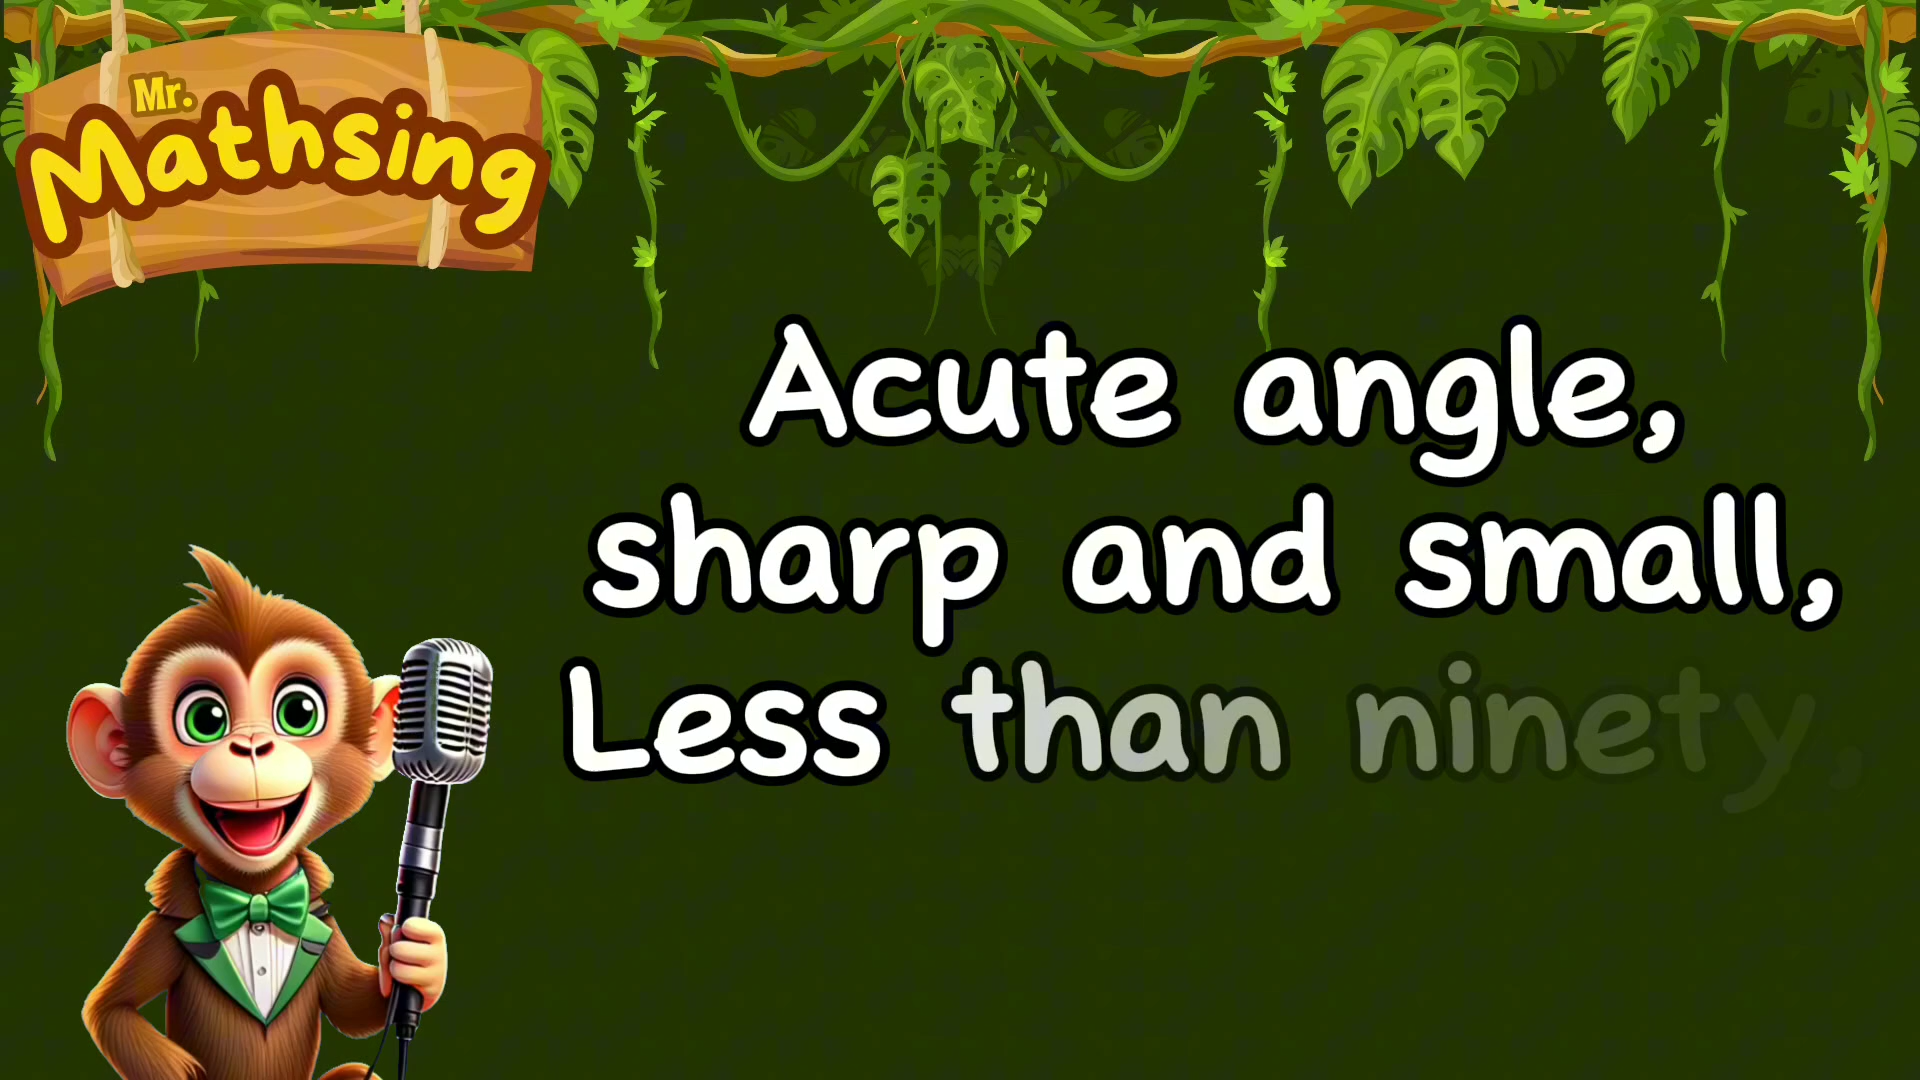 Mr.
Mathsing
Acute angle,
sharp and small,
Less than ninety,